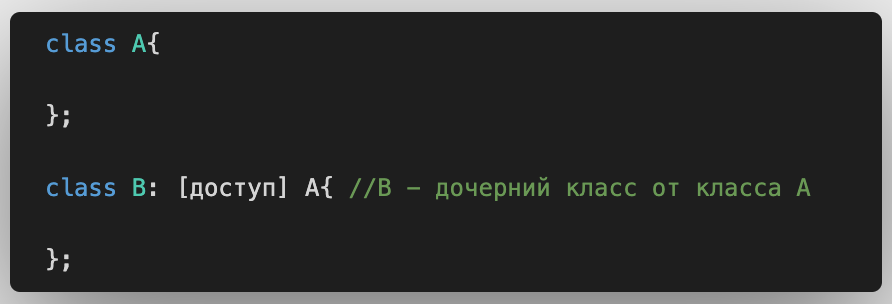 class A{
};
class B: [доступ] A{ //B – дочерний класс от класса A
};